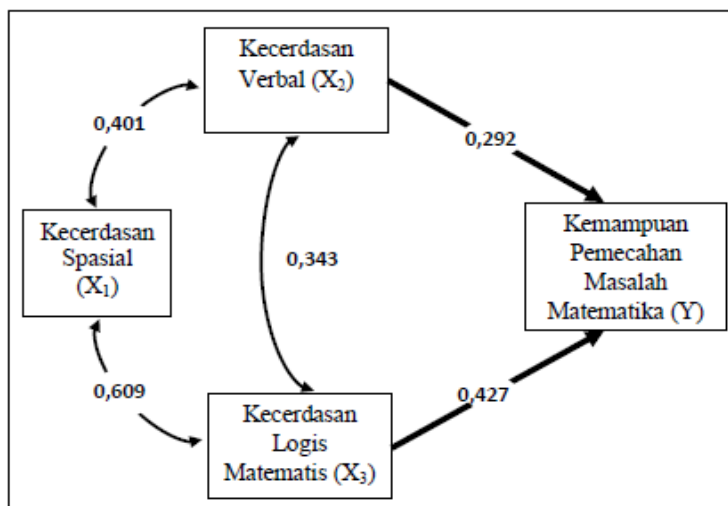 Kecerdasan
Verbal (X₂)
0,401
0,292
Kecerdasan
Spasial
(X₁)
0,343
Kemampuan
Pemecahan
Masalah
Matematika (Y)
0,609
0,427
Kecerdasan
Logis
Matematis (X₃)